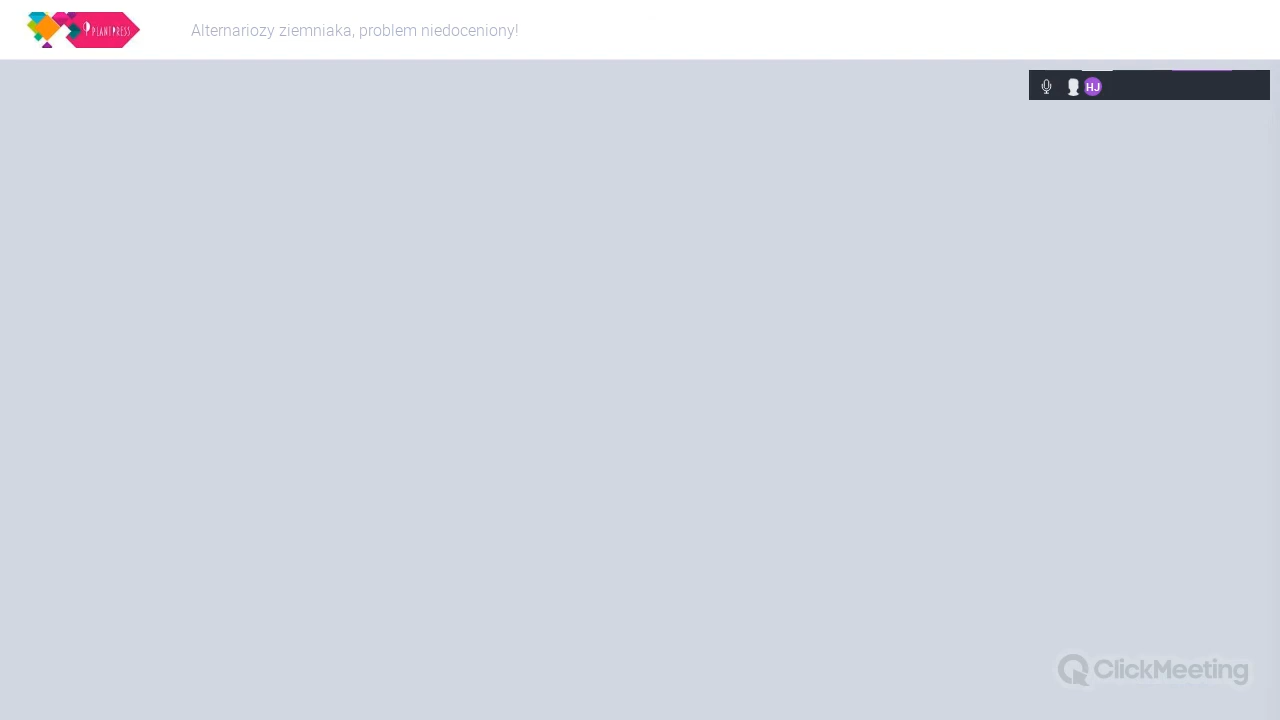 PLANTPRESS
Alternariozy ziemniaka, problem niedoceniony!
HJ
ClickMeeting